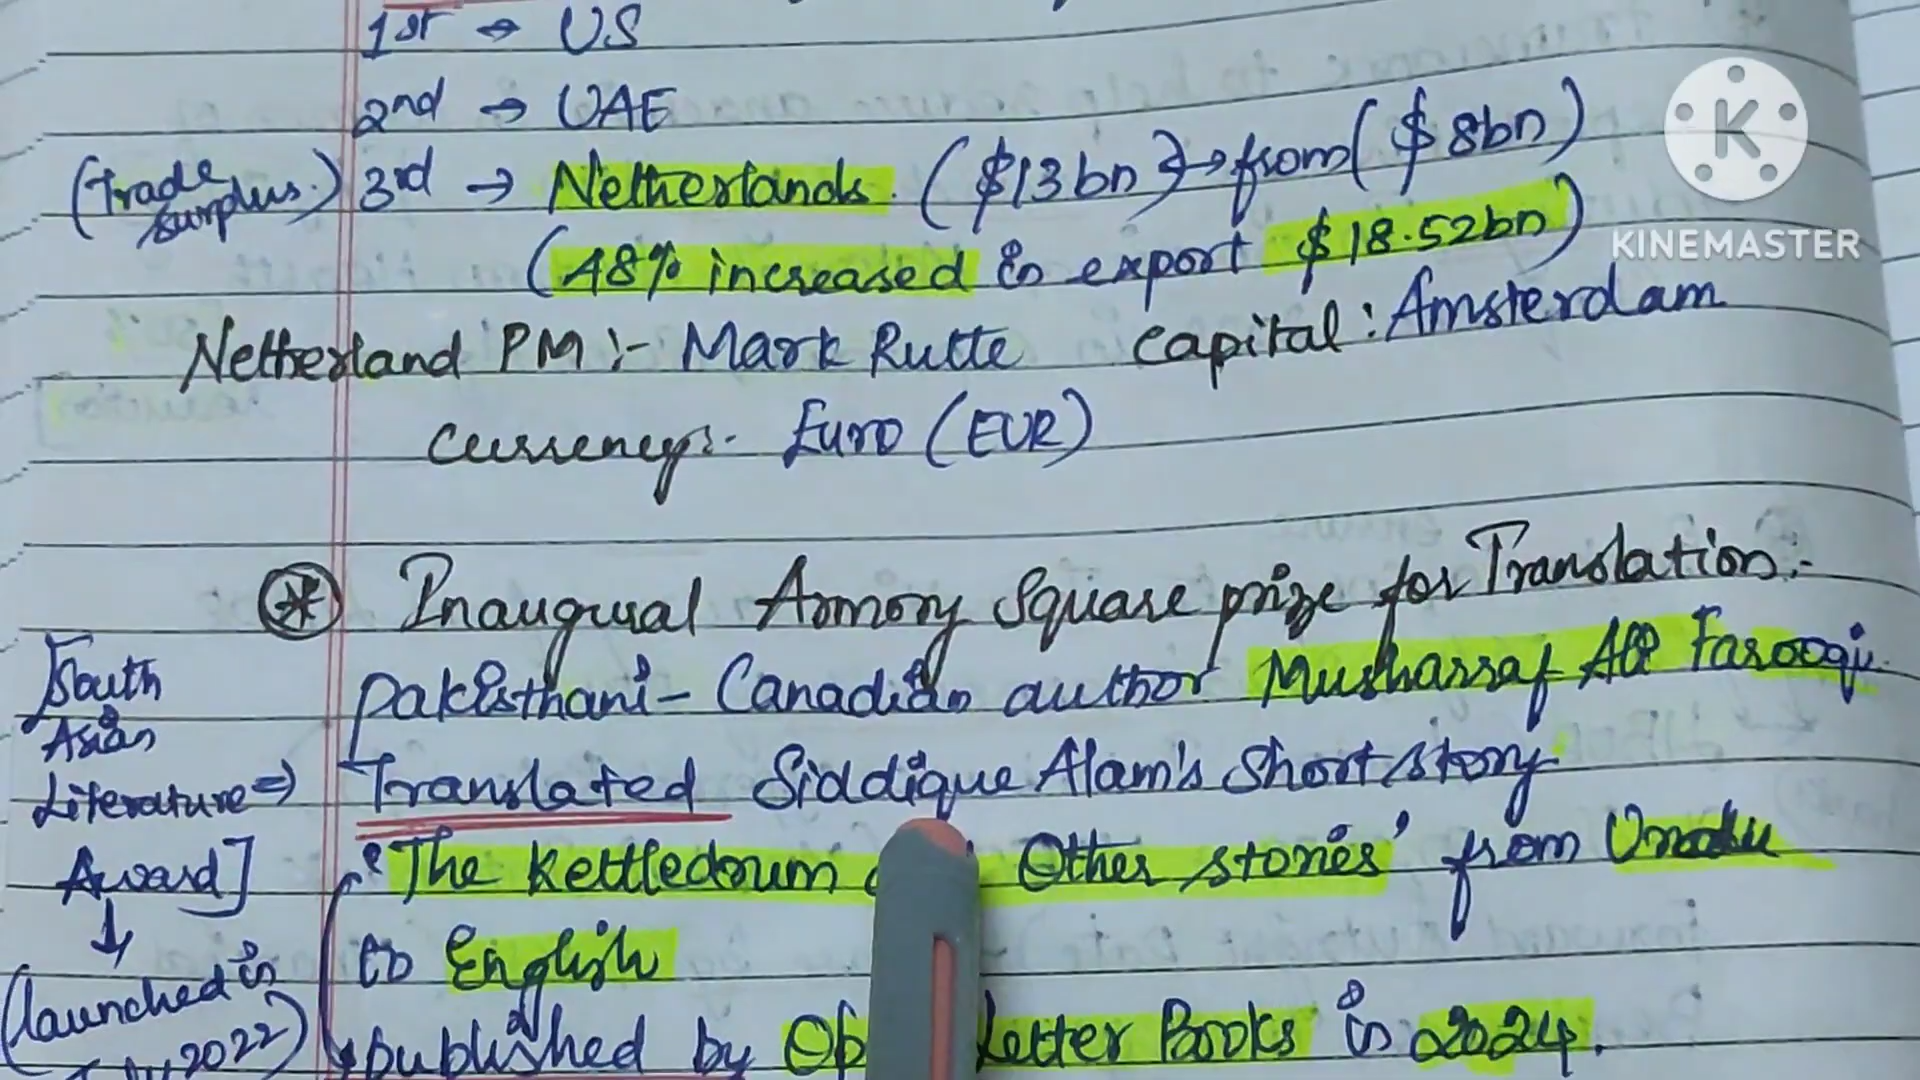 1st → US
2nd → UAE
(Trade surplus.) 3rd → Netherlands. ($13bn) → from ($8bn)
(48% increased in export $18.52bn)
Netherland PM :- Mark Rutte capital : Amsterdam
Currency:- Euro (EUR)
Inaugural Armory Square prize for Translation:-
Pakisthani - Canadian author Musharraf Ali Farooqi.
Translated Siddique Alam's Short story
'The Kettledrum Other stories' from Urdu
to English
published by Letter Books in 2024.
[South
Asian
Literature ⇒
Award]
↓
(launched in
2022)
K
KINEMASTER